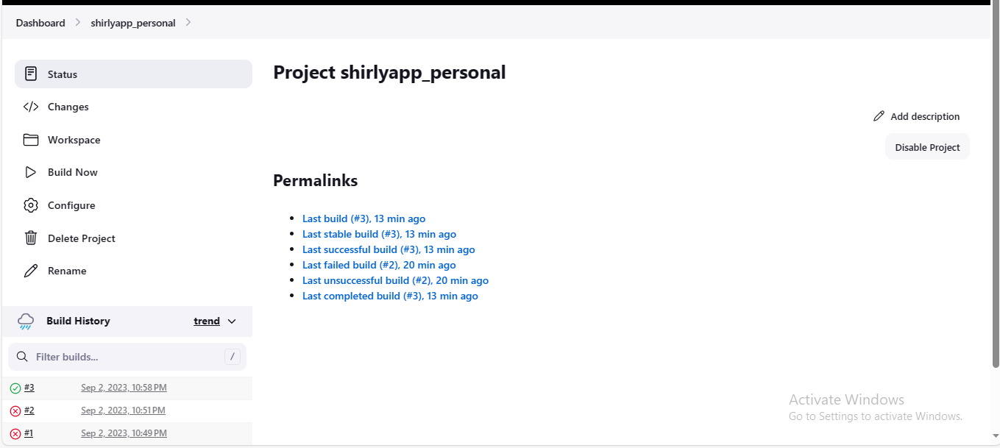 Dashboard shirlyapp_personal
Status
Changes
Workspace
Build Now
Configure
Delete Project
Rename
Build History trend
Filter builds... /
#3 Sep 2, 2023, 10:58 PM
#2 Sep 2, 2023, 10:51 PM
#1 Sep 2, 2023, 10:49 PM
Project shirlyapp_personal
Add description
Disable Project
Permalinks
Last build (#3), 13 min ago
Last stable build (#3), 13 min ago
Last successful build (#3), 13 min ago
Last failed build (#2), 20 min ago
Last unsuccessful build (#2), 20 min ago
Last completed build (#3), 13 min ago
Activate Windows
Go to Settings to activate Windows.